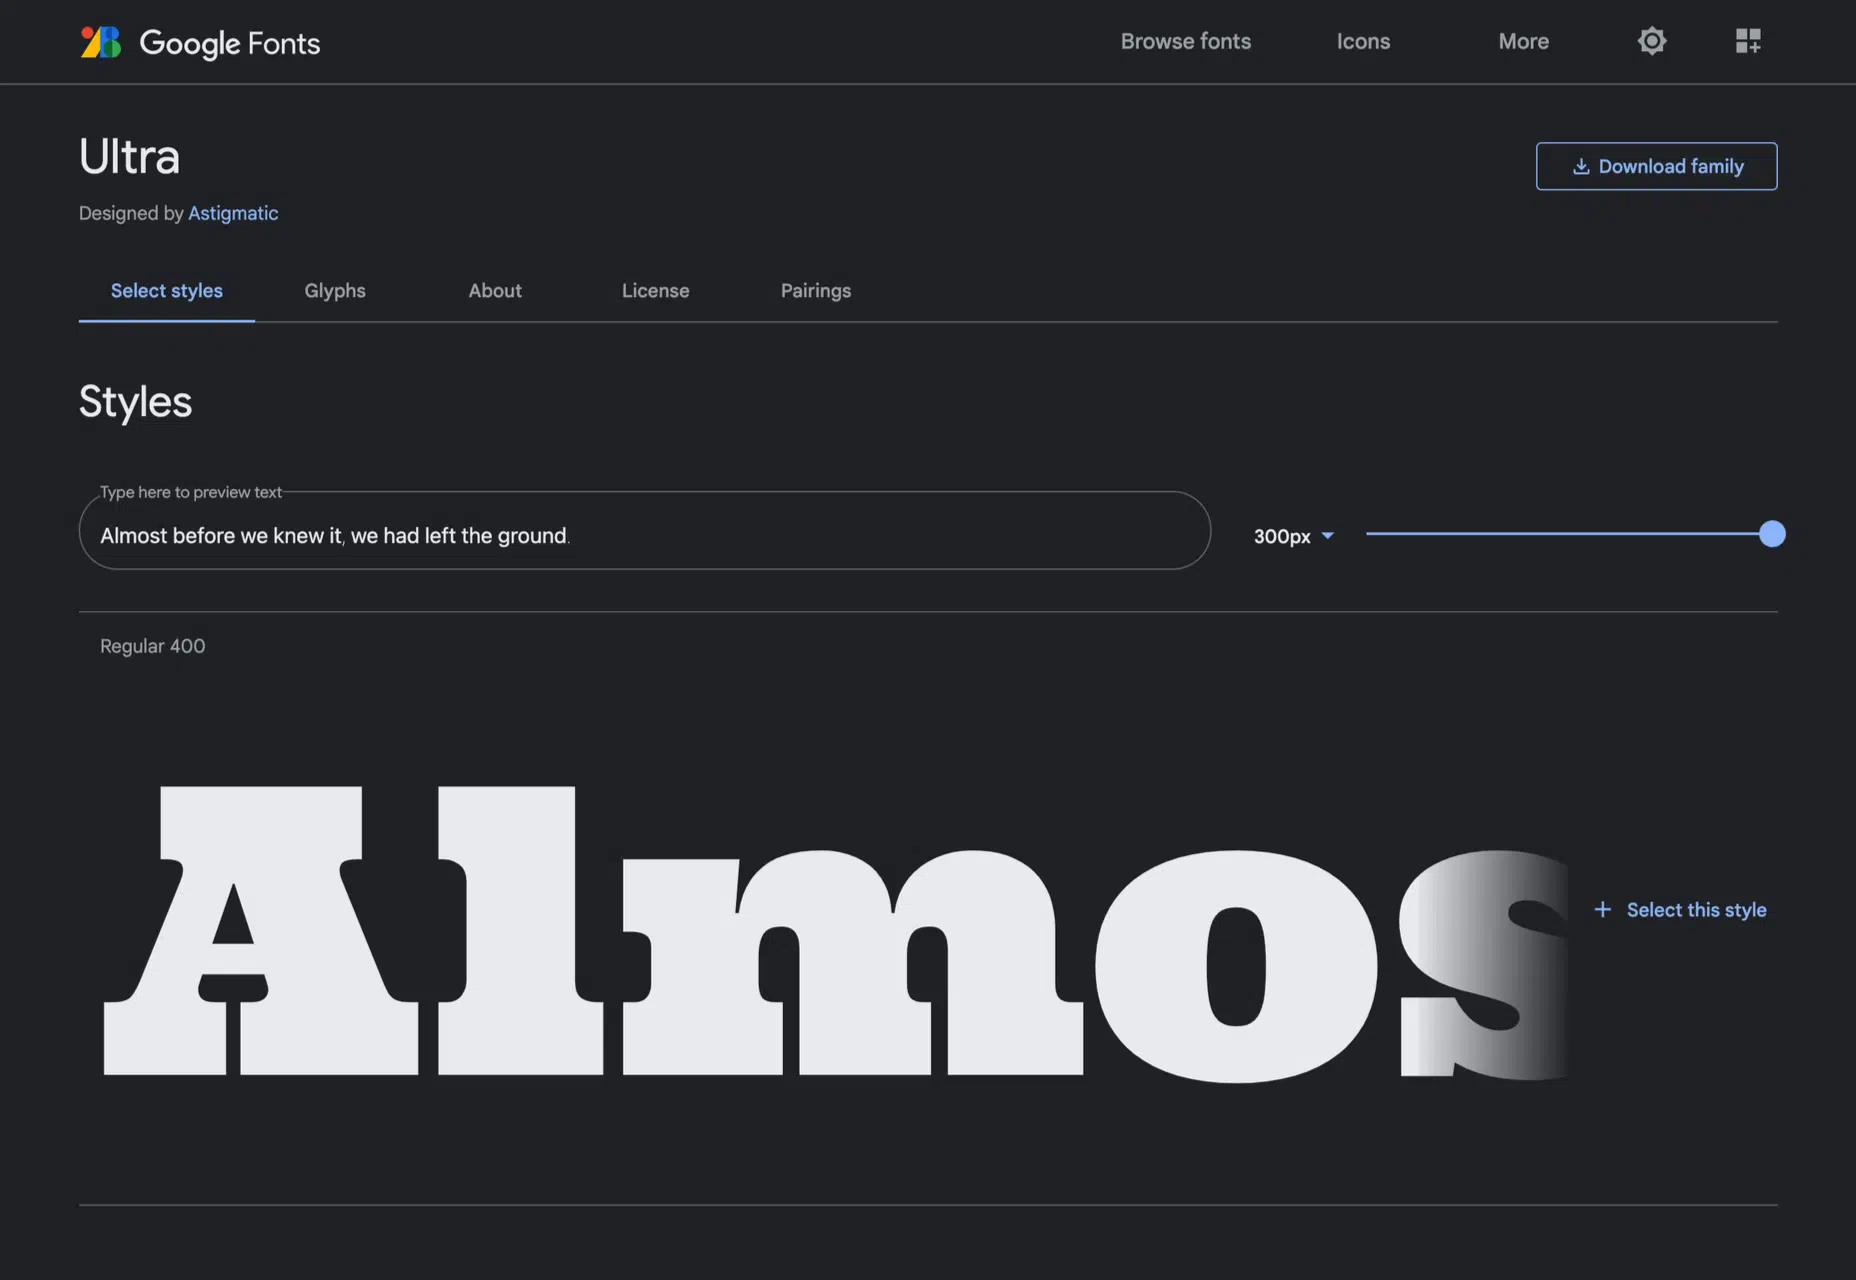 Google Fonts
Browse fonts
Icons
More
Ultra
Download family
Designed by Astigmatic
Select styles
Glyphs
About
License
Pairings
Styles
Type here to preview text
Almost before we knew it, we had left the ground.
300px
Regular 400
Almos
Select this style